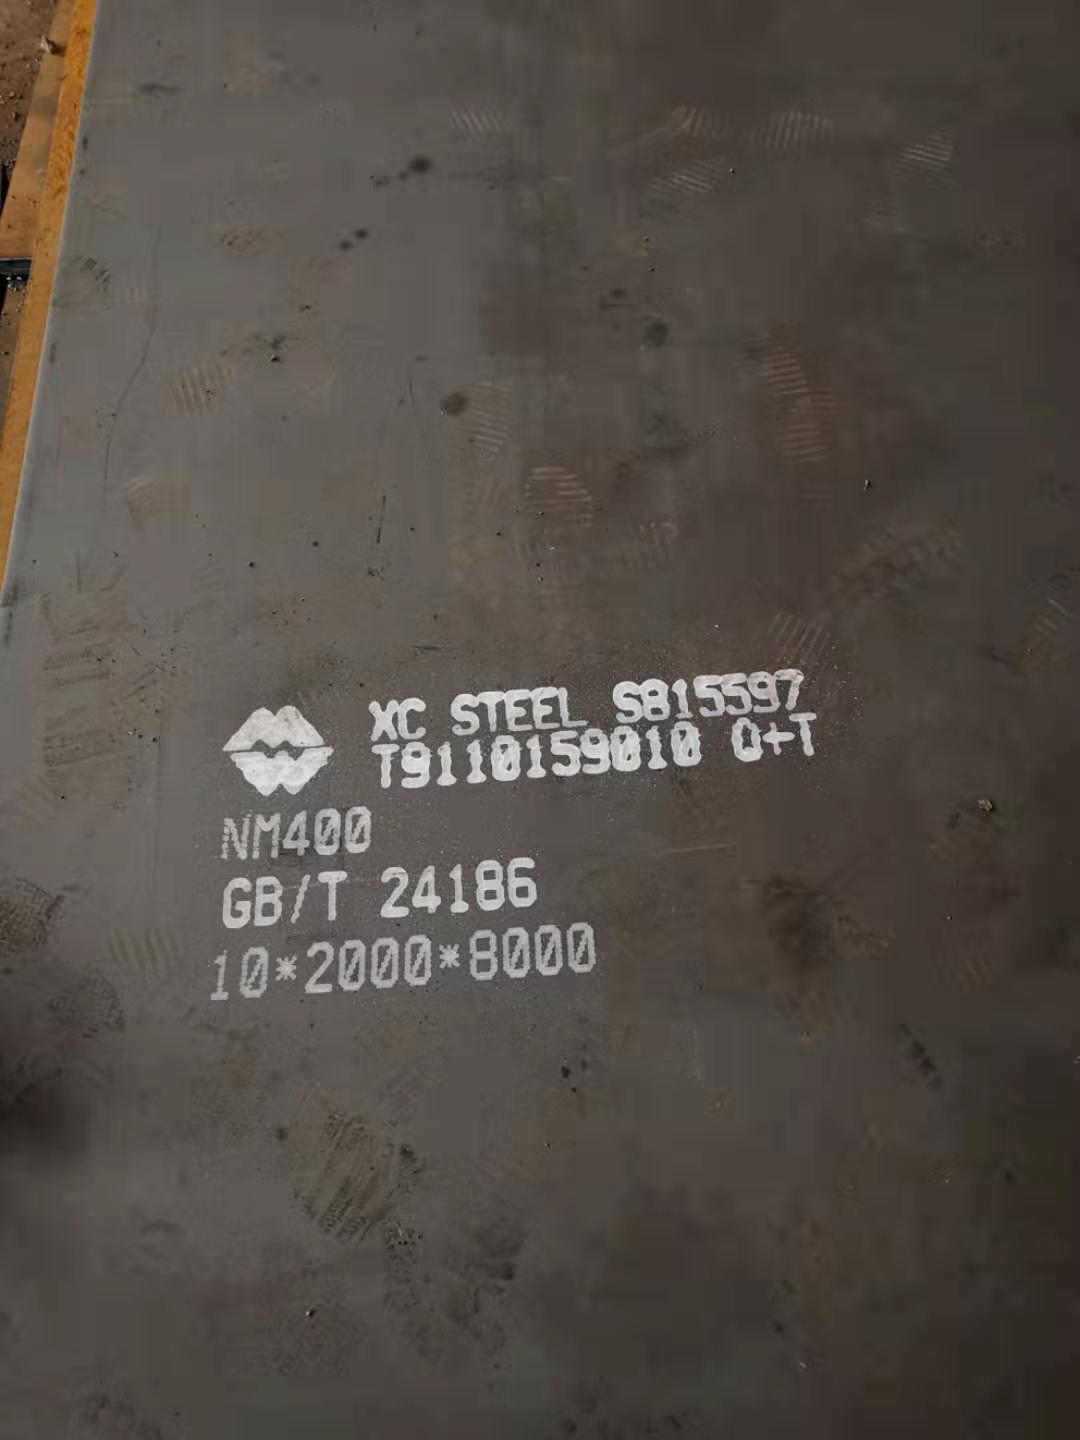 XC STEEL S815597
T9110159010 Q+T
NM400
GB/T 24186
10*2000*8000